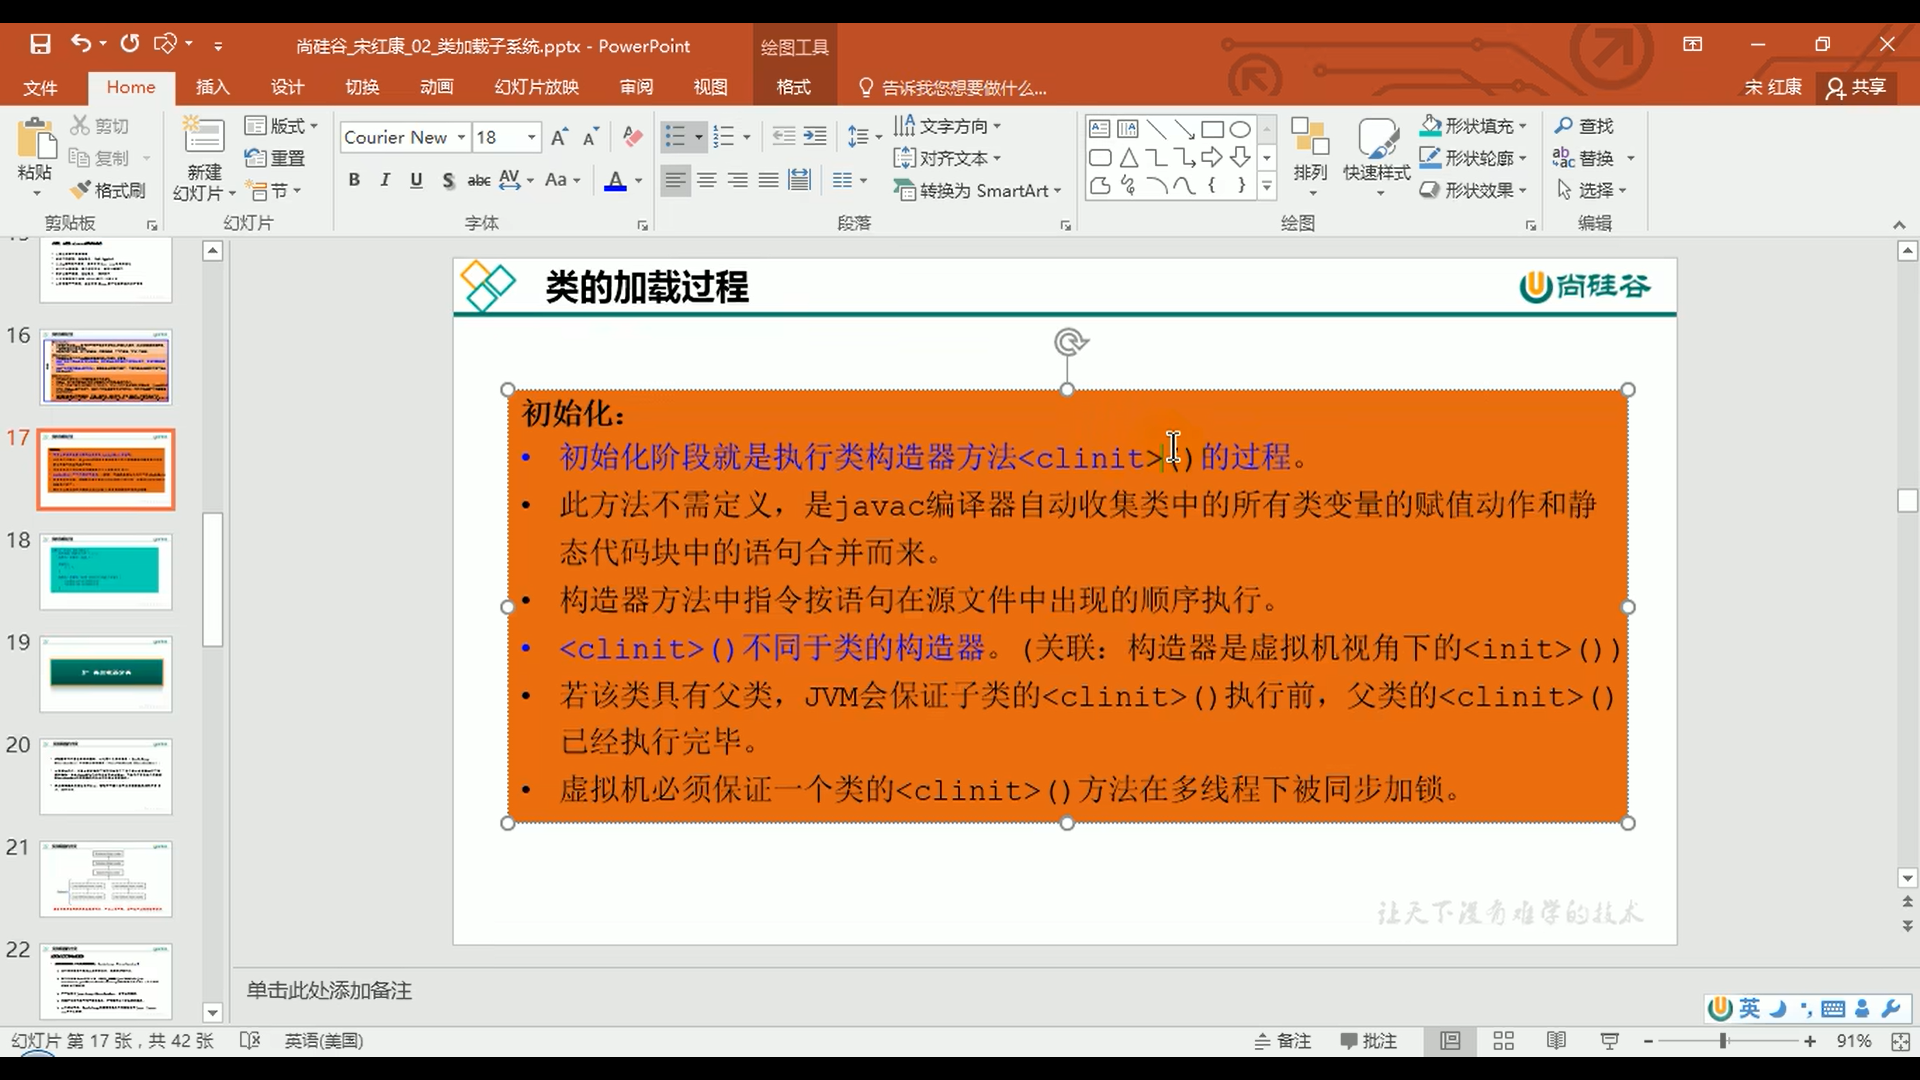 尚硅谷_宋红康_02_类加载子系统.pptx - PowerPoint
绘图工具
文件
Home
插入
设计
切换
动画
幻灯片放映
审阅
视图
格式
告诉我您想要做什么...
宋 红康
共享
粘贴
剪切
复制
格式刷
剪贴板
新建
幻灯片
版式
重置
节
幻灯片
Courier New
18
B I U S abc AV Aa A
字体
文字方向
对齐文本
转换为 SmartArt
段落
排列
快速样式
形状填充
形状轮廓
形状效果
绘图
查找
替换
选择
编辑
16
17
18
19
20
21
22
类的加载过程
尚硅谷
初始化：
• 初始化阶段就是执行类构造器方法<clinit>()的过程。
• 此方法不需定义，是javac编译器自动收集类中的所有类变量的赋值动作和静
态代码块中的语句合并而来。
• 构造器方法中指令按语句在源文件中出现的顺序执行。
• <clinit>()不同于类的构造器。(关联：构造器是虚拟机视角下的<init>())
• 若该类具有父类，JVM会保证子类的<clinit>()执行前，父类的<clinit>()
已经执行完毕。
• 虚拟机必须保证一个类的<clinit>()方法在多线程下被同步加锁。
让天下没有难学的技术
单击此处添加备注
英
幻灯片 第 17 张，共 42 张
英语(美国)
备注
批注
91%